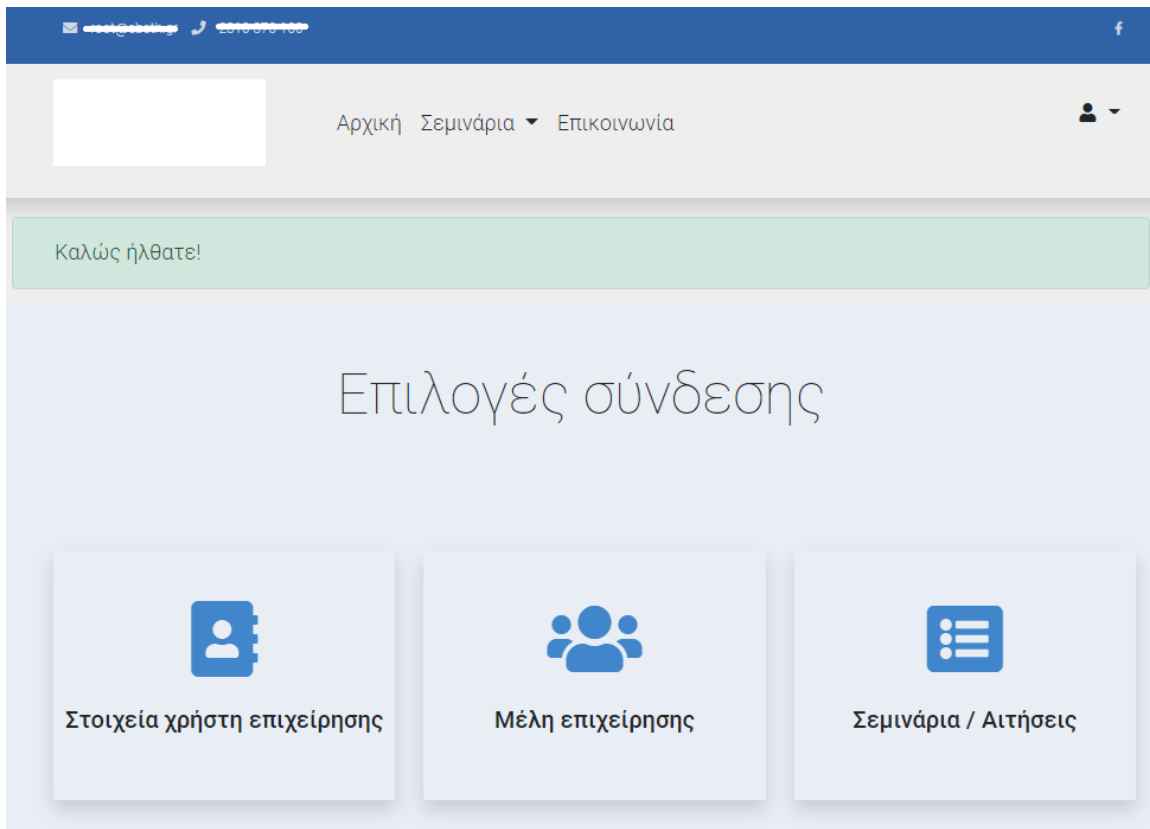 Αρχική Σεμινάρια Επικοινωνία
Καλώς ήλθατε!
Επιλογές σύνδεσης
Στοιχεία χρήστη επιχείρησης
Μέλη επιχείρησης
Σεμινάρια / Αιτήσεις